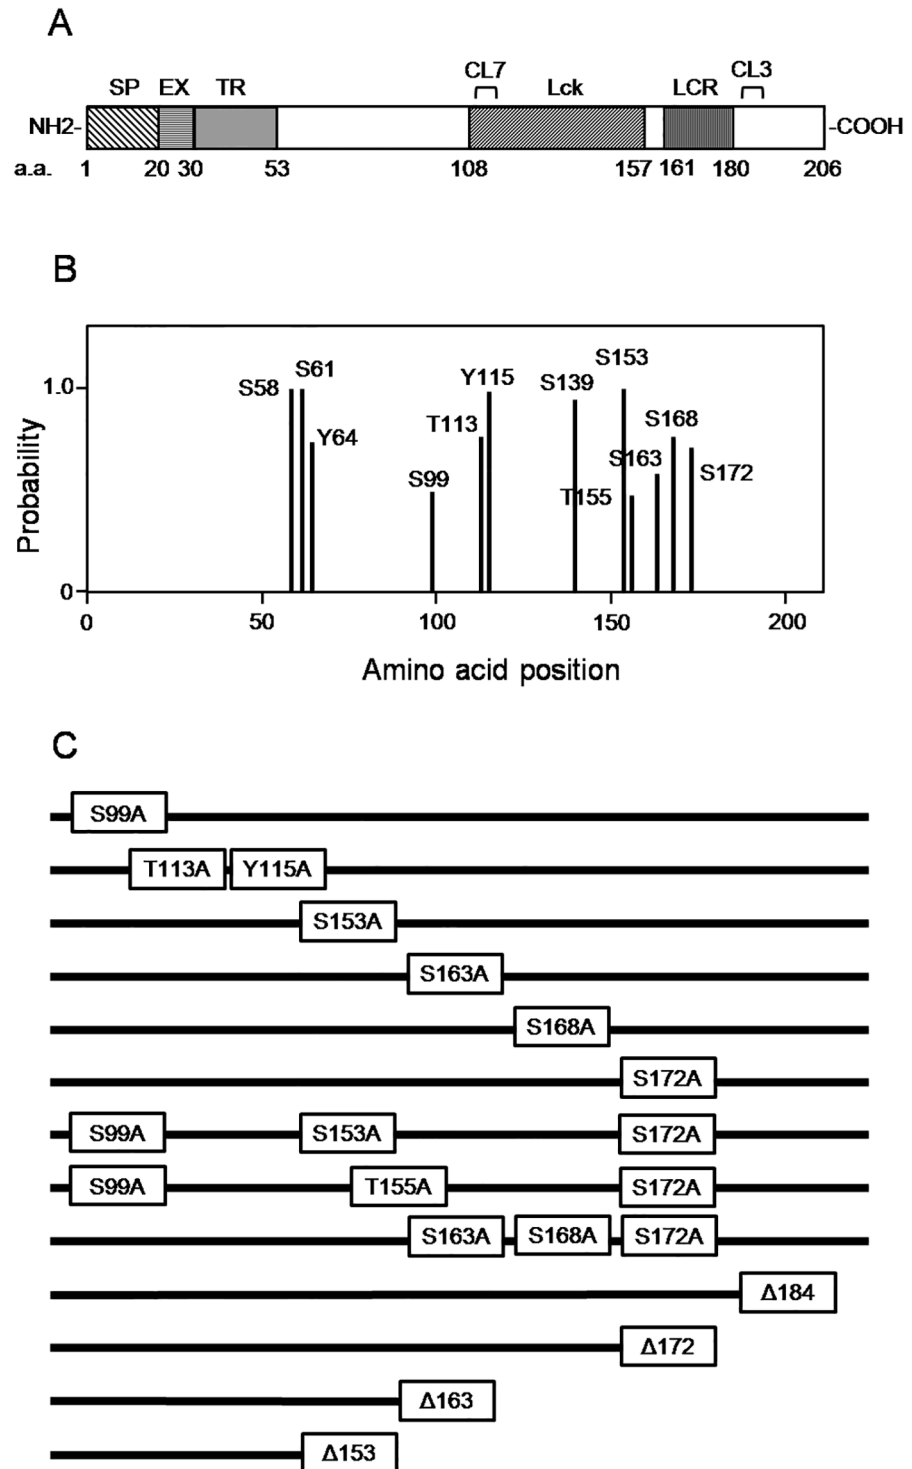 A
CL7 CL3
SP EX TR Lck LCR
NH2- -COOH
a.a. 1 20 30 53 108 157 161 180 206
B
S153
S61
Y115
S139
S58
1.0
S168
T113
Y64
S163
S99
S172
T155
Probability
0
0 50 100 150 200
Amino acid position
C
S99A
T113A Y115A
S153A
S163A
S168A
S172A
S99A S153A S172A
S99A T155A S172A
S163A S168A S172A
Δ184
Δ172
Δ163
Δ153